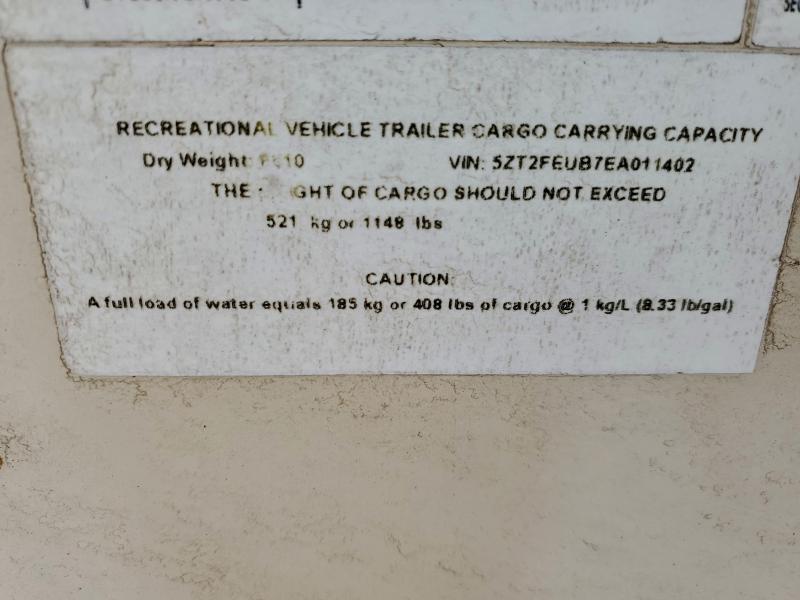 RECREATIONAL VEHICLE TRAILER CARGO CARRYING CAPACITY
Dry Weight: VIN: 5ZT2FEUB7EA011402
THE OF CARGO SHOULD NOT EXCEED
521 kg or 1148 lbs
CAUTION:
A full load of water equals 185 kg or 408 lbs of cargo @ 1 kg/L (8.33 lb/gal)